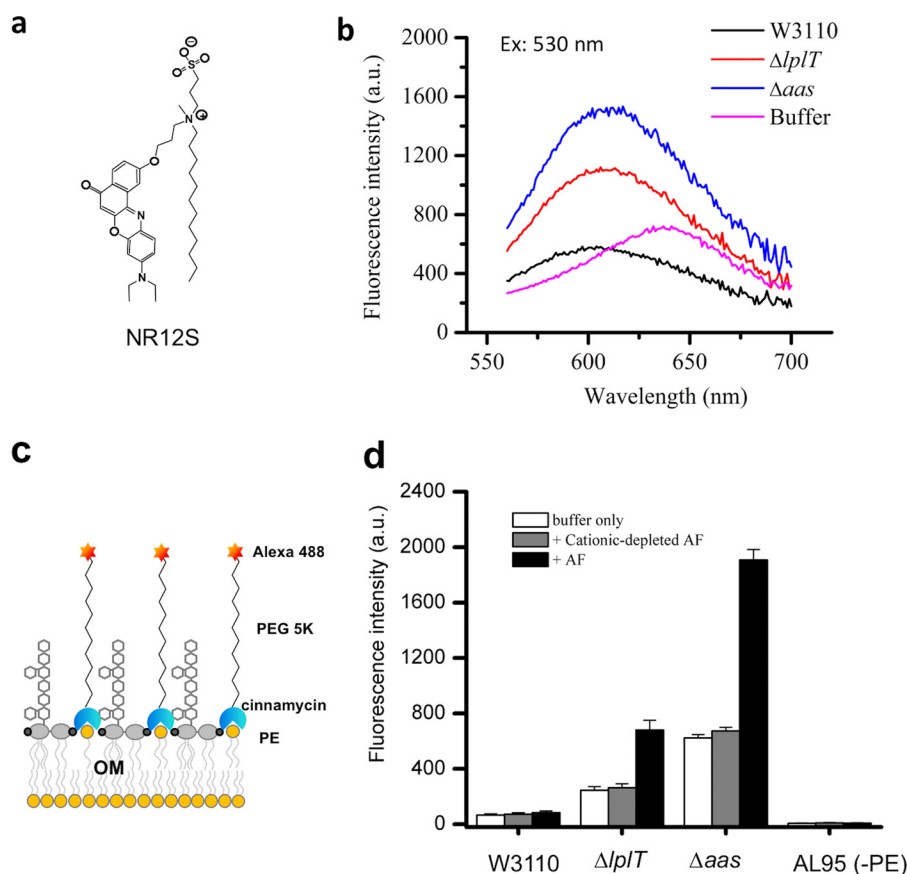 a
O
⊖
O
S
O
N
⊕
O
O
N
O
N
NR12S
b
Ex: 530 nm
W3110
ΔlplT
Δaas
Buffer
Fluorescence intensity (a.u.)
2000
1600
1200
800
400
0
550
600
650
700
Wavelength (nm)
c
Alexa 488
PEG 5K
cinnamycin
PE
OM
d
buffer only
+ Cationic-depleted AF
+ AF
Fluorescence intensity (a.u.)
2400
2000
1600
1200
800
400
0
W3110
ΔlplT
Δaas
AL95 (-PE)